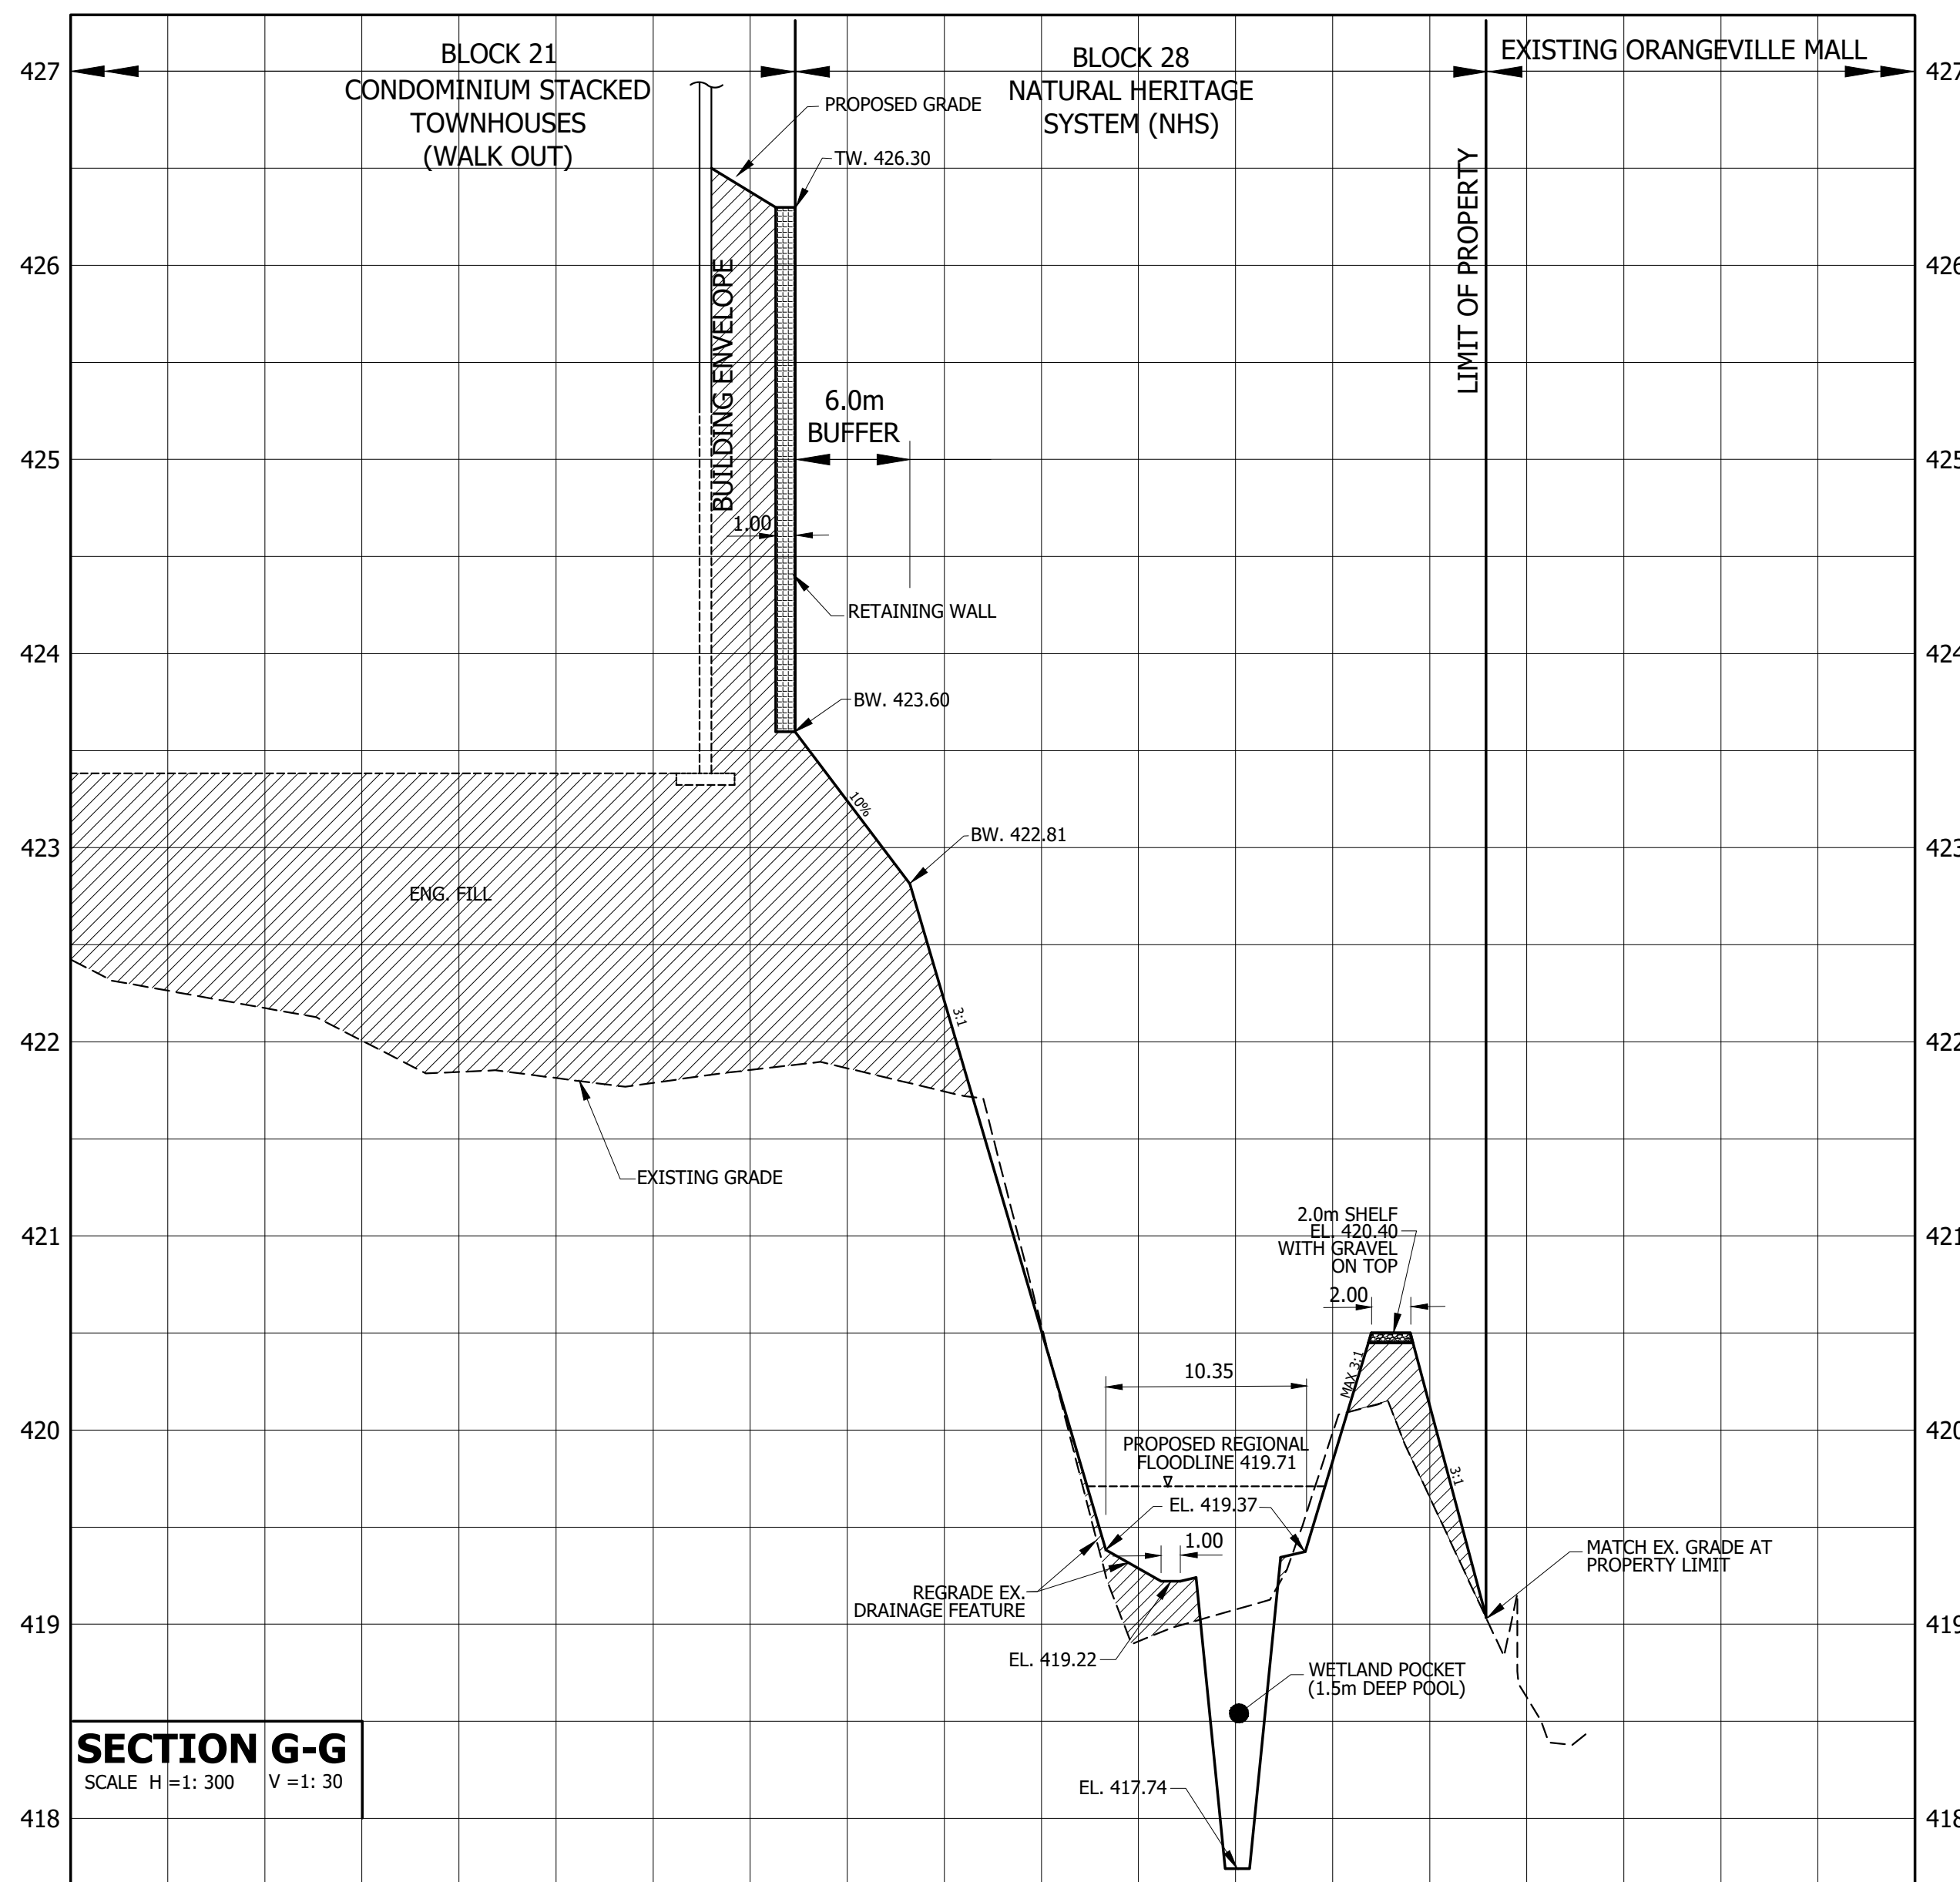 BLOCK 21
CONDOMINIUM STACKED
TOWNHOUSES
(WALK OUT)
BLOCK 28
NATURAL HERITAGE
SYSTEM (NHS)
EXISTING ORANGEVILLE MALL
PROPOSED GRADE
TW. 426.30
LIMIT OF PROPERTY
BUILDING ENVELOPE
6.0m
BUFFER
1.00
RETAINING WALL
BW. 423.60
10%
BW. 422.81
ENG. FILL
3:1
EXISTING GRADE
2.0m SHELF
EL. 420.40
WITH GRAVEL
ON TOP
2.00
MAX 3:1
10.35
PROPOSED REGIONAL
FLOODLINE 419.71
3:1
EL. 419.37
1.00
MATCH EX. GRADE AT
PROPERTY LIMIT
REGRADE EX.
DRAINAGE FEATURE
EL. 419.22
WETLAND POCKET
(1.5m DEEP POOL)
EL. 417.74
SECTION G-G
SCALE H =1: 300 V =1: 30
427
426
425
424
423
422
421
420
419
418
427
426
425
424
423
422
421
420
419
418